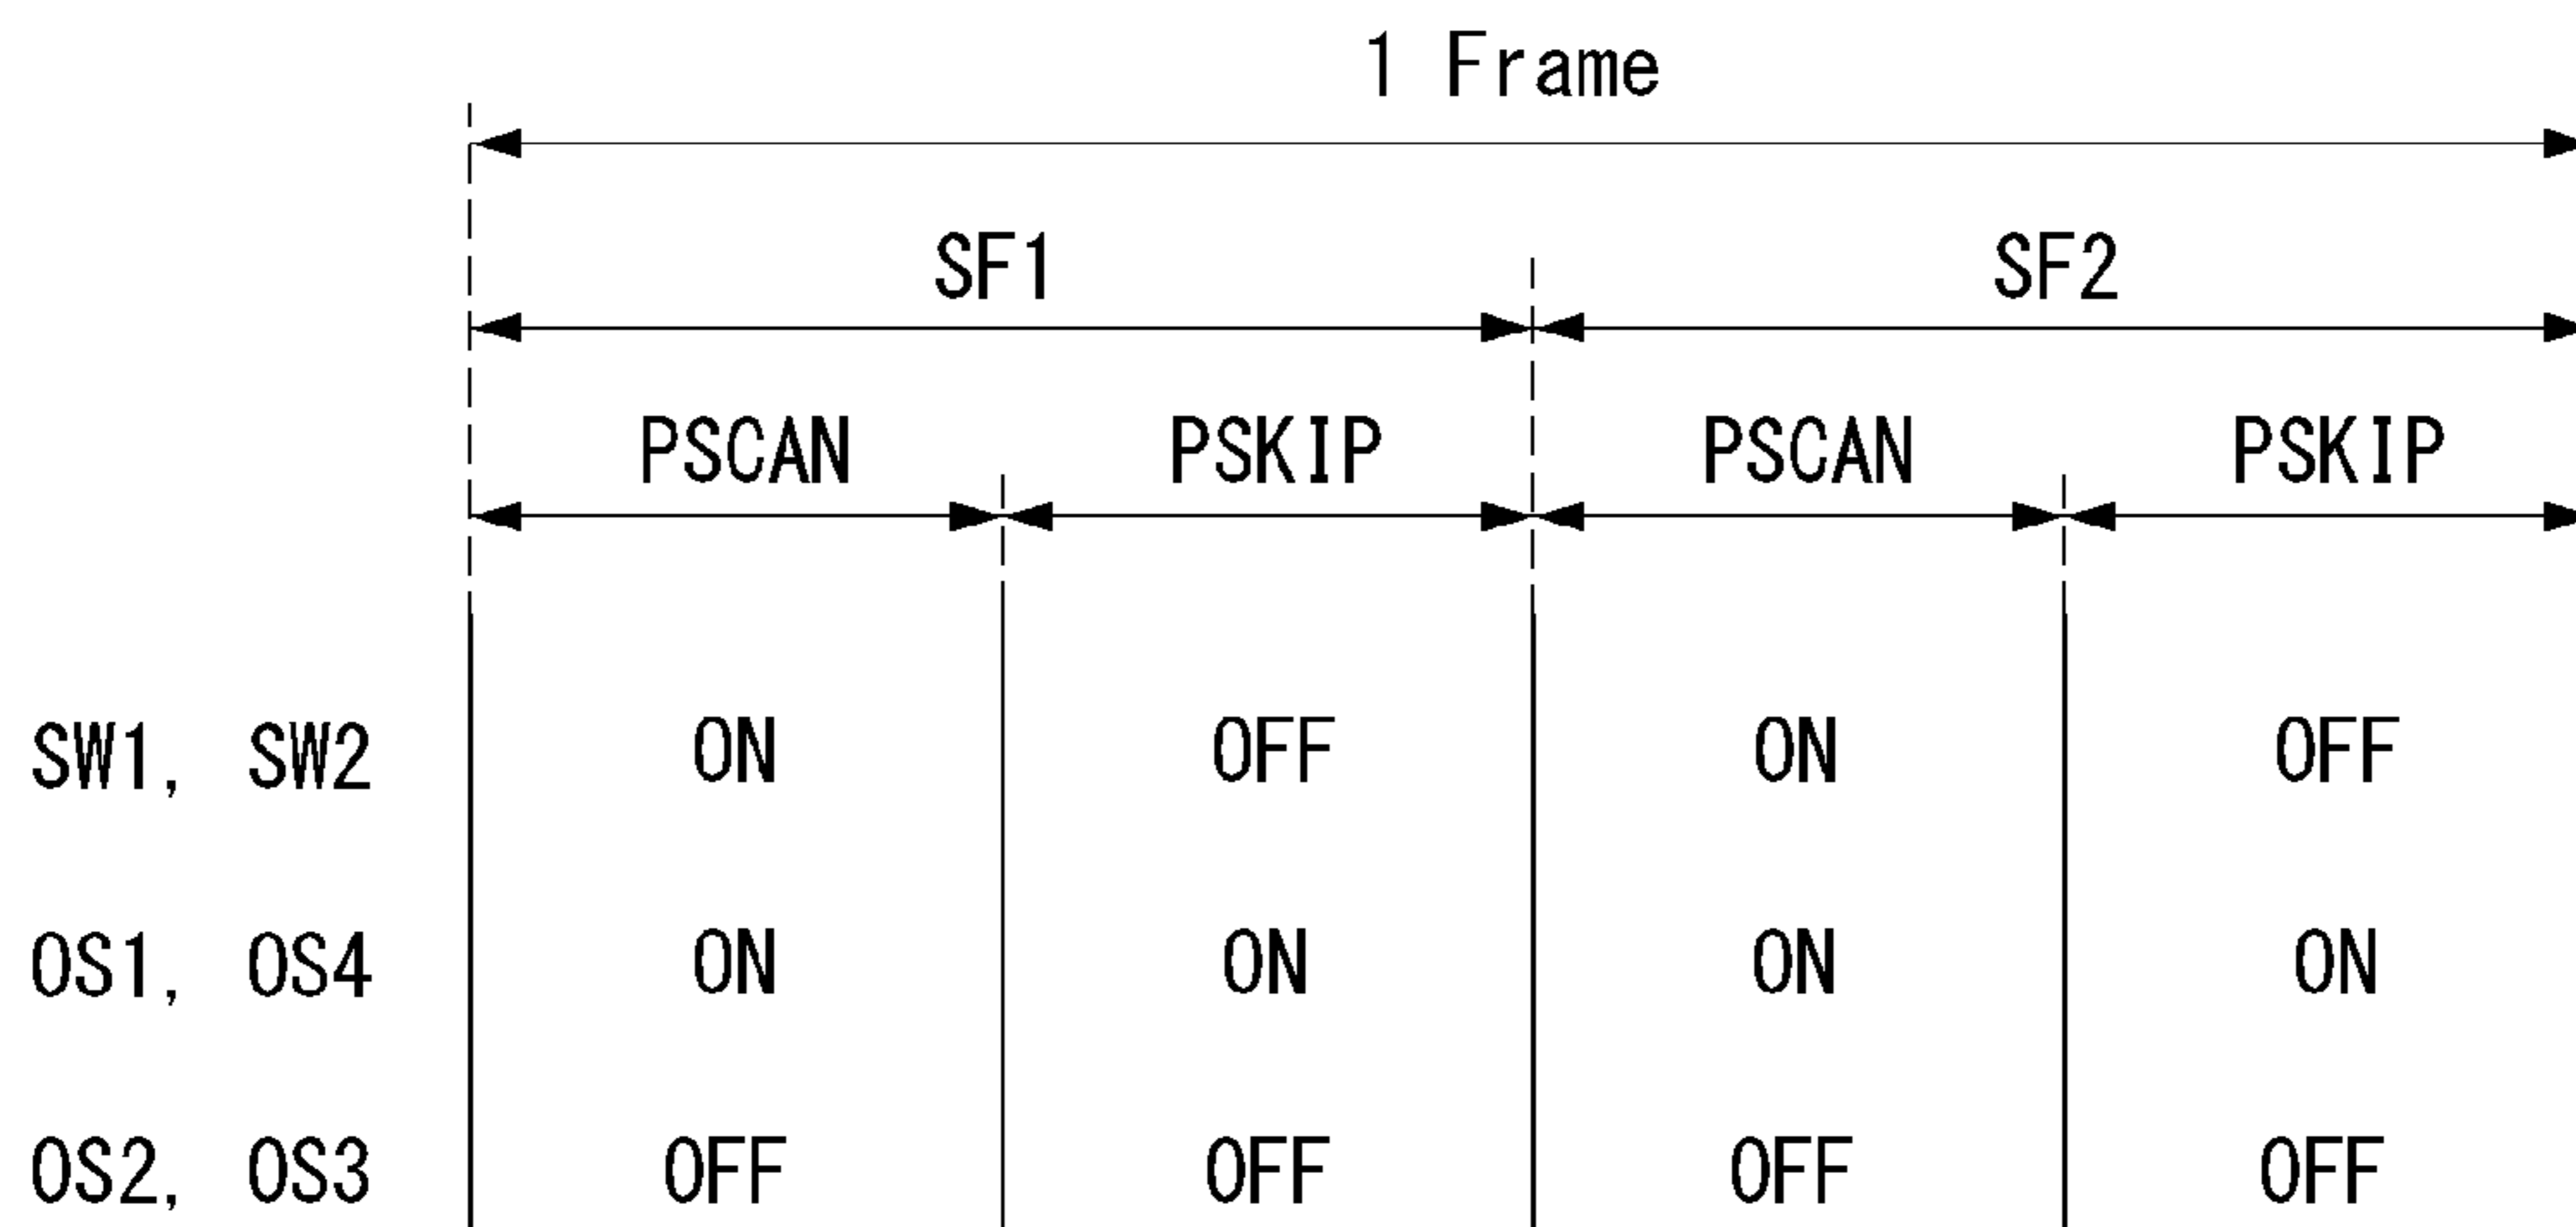 1 Frame
SF1 SF2
PSCAN PSKIP PSCAN PSKIP
SW1, SW2 ON OFF ON OFF
OS1, OS4 ON ON ON ON
OS2, OS3 OFF OFF OFF OFF